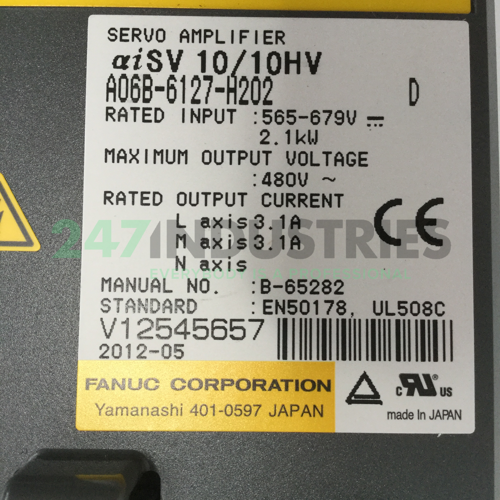 SERVO AMPLIFIER
αiSV 10/10HV
A06B-6127-H202 D
RATED INPUT :565-679V ⎓
2.1kW
MAXIMUM OUTPUT VOLTAGE
:480V ~
RATED OUTPUT CURRENT
L axis 3.1A
M axis 3.1A
N axis
CE
247INDUSTRIES
MANUAL NO. :B-65282
STANDARD :EN50178, UL508C
V12545657
2012-05
FANUC CORPORATION
Yamanashi 401-0597 JAPAN
c RU US
made in JAPAN